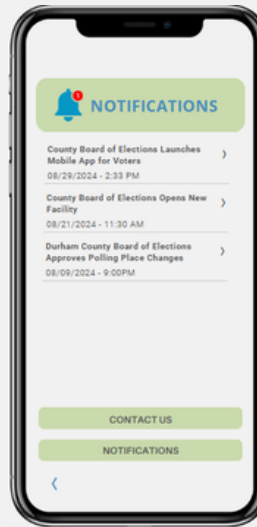 1
NOTIFICATIONS
County Board of Elections Launches
Mobile App for Voters
08/29/2024 - 2:33 PM
County Board of Elections Opens New
Facility
08/21/2024 - 11:30 AM
Durham County Board of Elections
Approves Polling Place Changes
08/09/2024 - 9:00PM
CONTACT US
NOTIFICATIONS